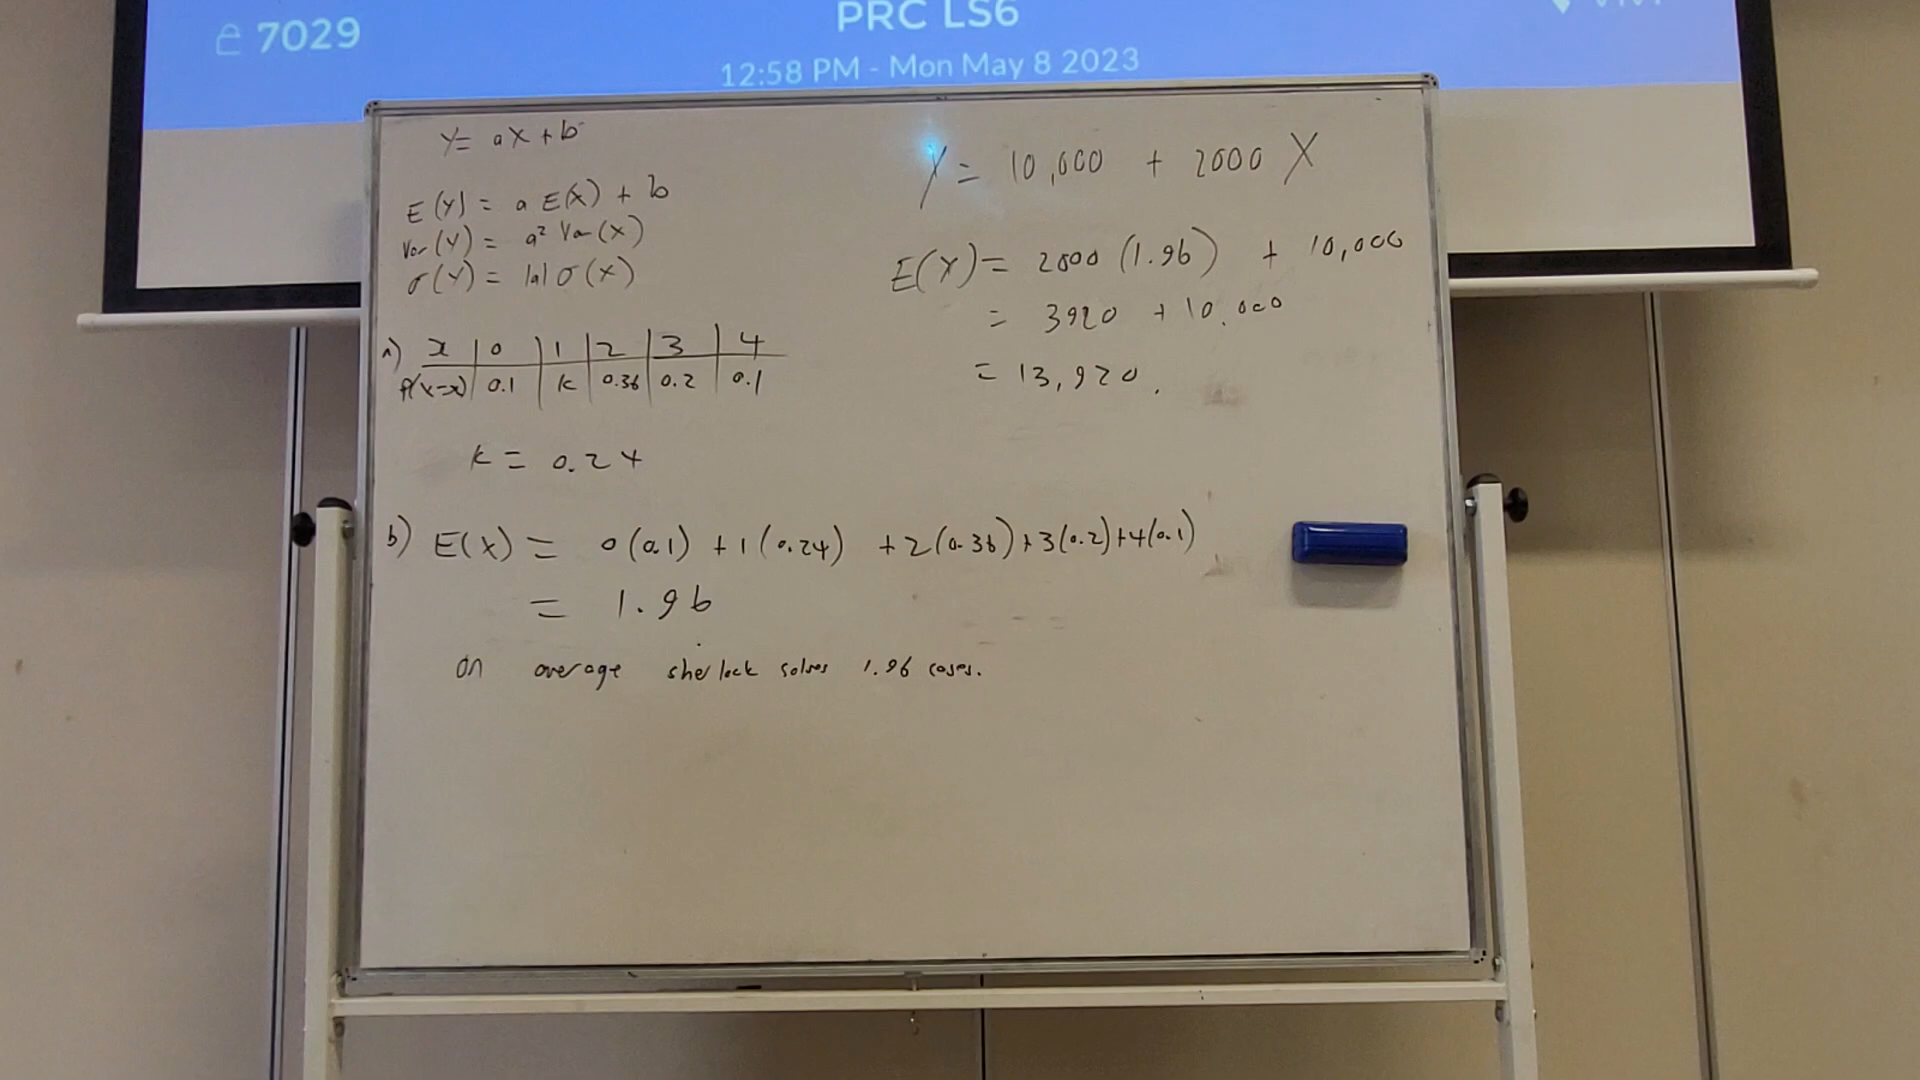 7029
PRC LS6
12:58 PM - Mon May 8 2023
Y= aX + b
E(Y) = a E(X) + b
Var(Y) = a² Var(X)
σ(Y) = |a| σ(X)
a) x | 0 | 1 | 2 | 3 | 4
P(X=x) | 0.1 | k | 0.36 | 0.2 | 0.1
k = 0.24
b) E(X) = 0(0.1) + 1(0.24) + 2(0.36) + 3(0.2) + 4(0.1)
= 1.96
on average sherlock solves 1.96 cases.
Y = 10,000 + 2000 X
E(Y) = 2000 (1.96) + 10,000
= 3920 + 10,000
= 13,920.